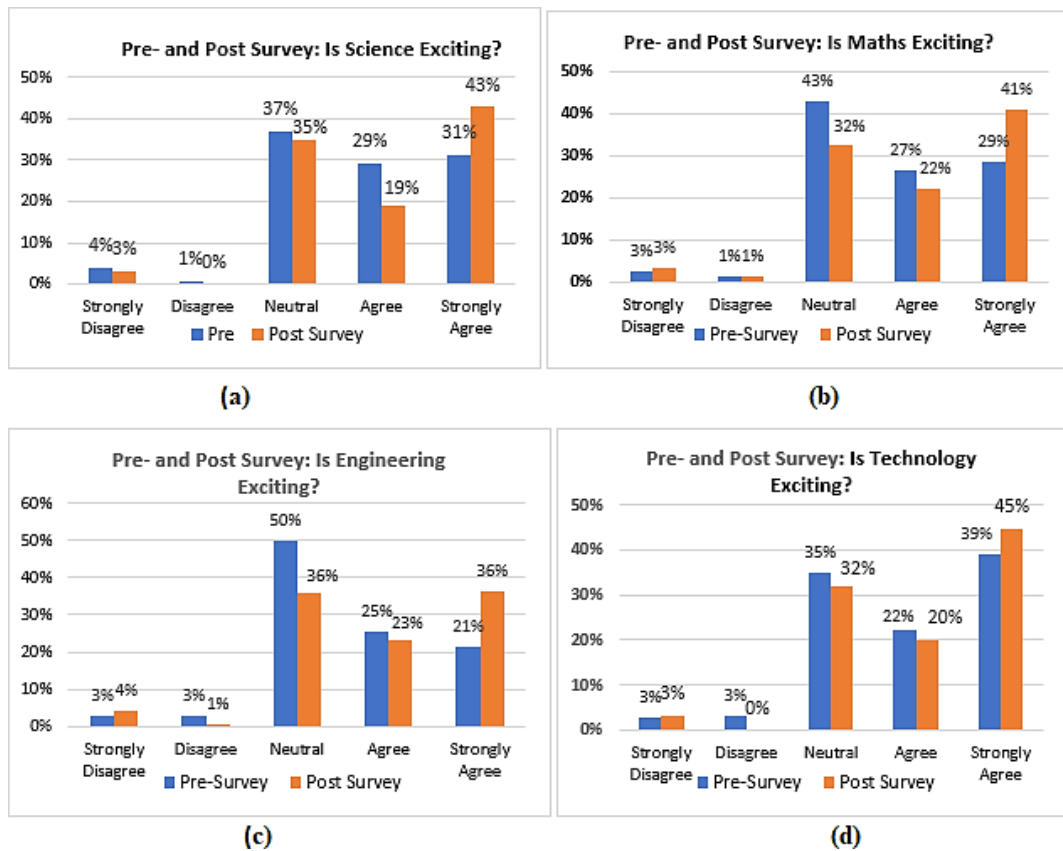 Pre- and Post Survey: Is Science Exciting?
50%
40%
30%
20%
10%
0%
4%
3%
1%
0%
37%
35%
29%
19%
31%
43%
Strongly Disagree
Disagree
Neutral
Agree
Strongly Agree
Pre
Post Survey
(a)
Pre- and Post Survey: Is Maths Exciting?
50%
40%
30%
20%
10%
0%
3%
3%
1%
1%
43%
32%
27%
22%
29%
41%
Strongly Disagree
Disagree
Neutral
Agree
Strongly Agree
Pre-Survey
Post Survey
(b)
Pre- and Post Survey: Is Engineering
Exciting?
60%
50%
40%
30%
20%
10%
0%
3%
4%
3%
1%
50%
36%
25%
23%
21%
36%
Strongly Disagree
Disagree
Neutral
Agree
Strongly Agree
Pre-Survey
Post Survey
(c)
Pre- and Post Survey: Is Technology
Exciting?
50%
40%
30%
20%
10%
0%
3%
3%
3%
0%
35%
32%
22%
20%
39%
45%
Strongly Disagree
Disagree
Neutral
Agree
Strongly Agree
Pre-Survey
Post Survey
(d)